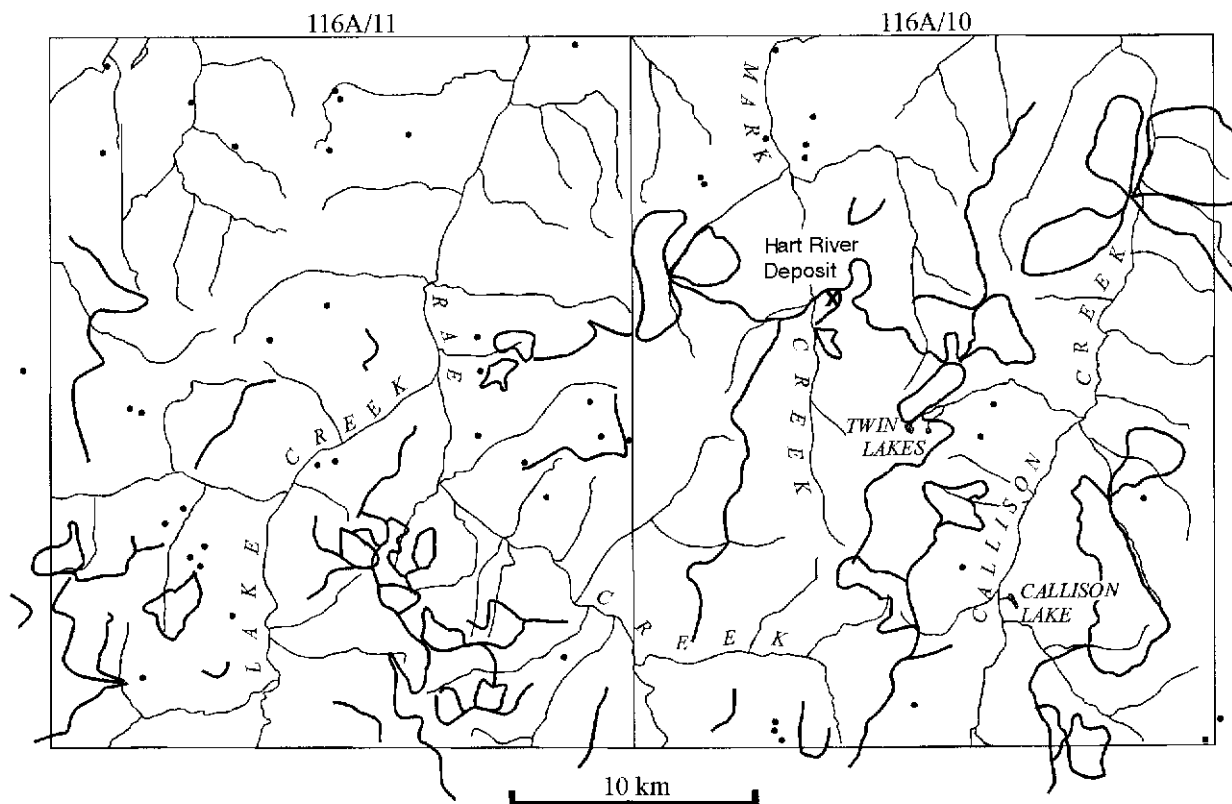 116A/11
116A/10
MARK
Hart River
Deposit
X
RAE
CREEK
CREEK
CREEK
TWIN
LAKES
CALLISON
LAKE
CREEK
CALLISON
LAKE
10 km